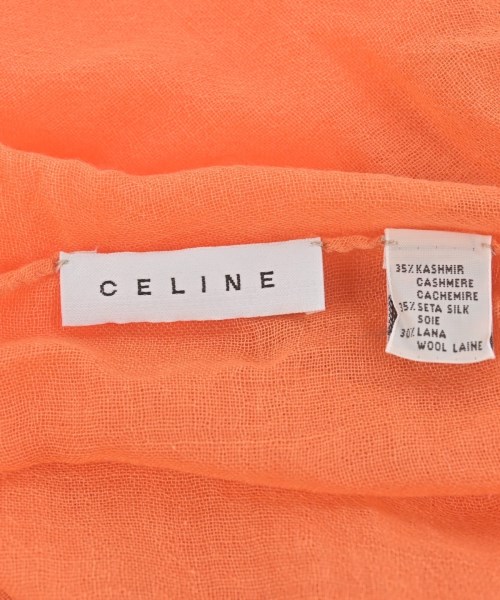 CELINE
35% KASHMIR
CASHMERE
CACHEMIRE
35% SETA SILK
SOIE
30% LANA
WOOL LAINE